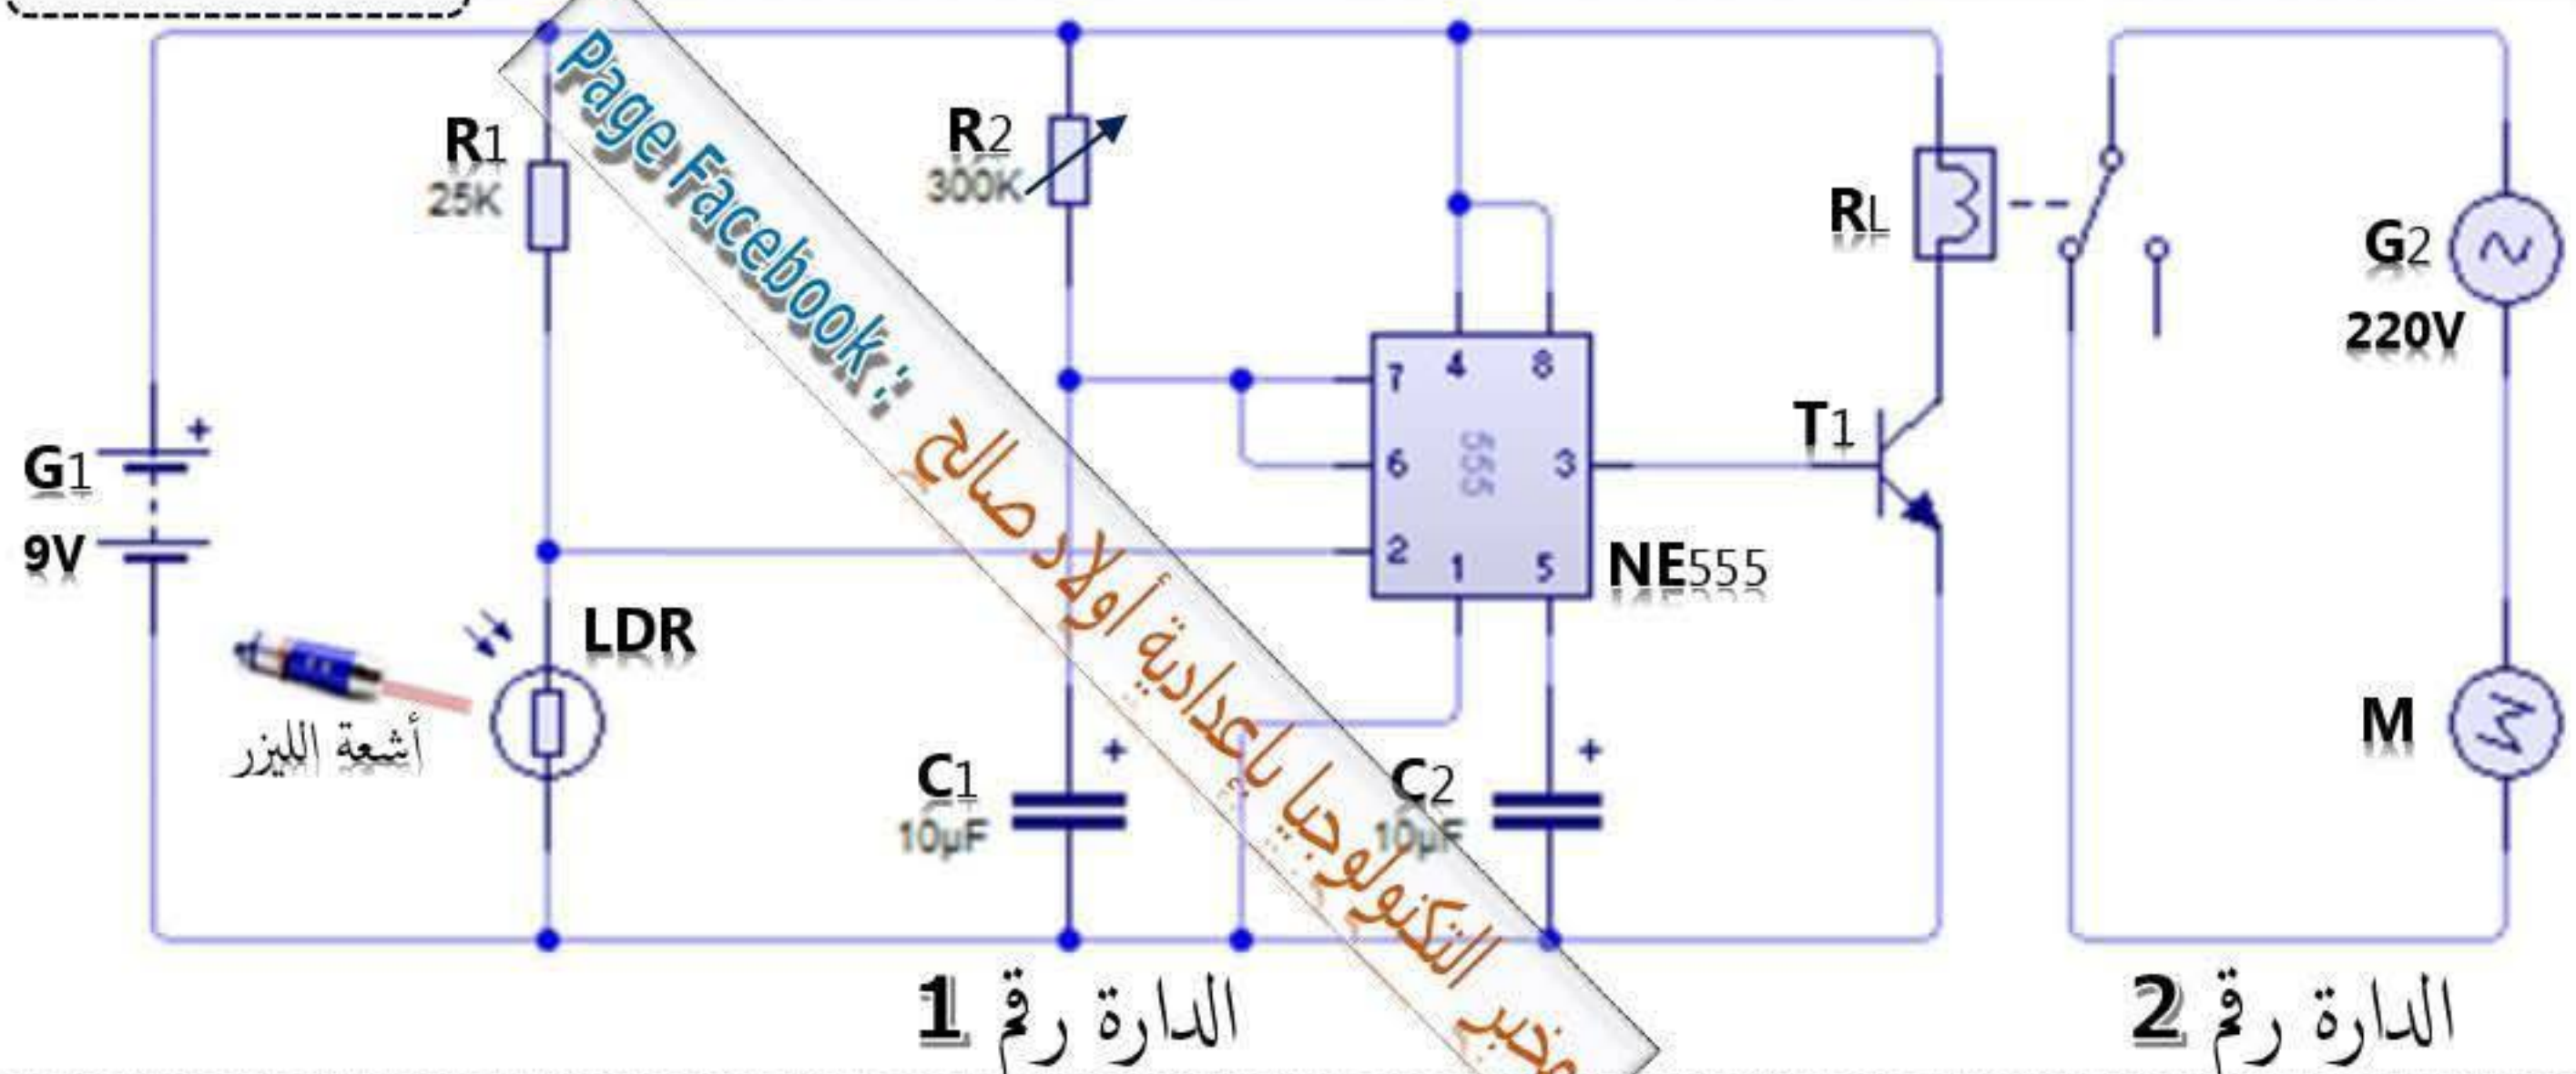 Page Facebook : مخبر التكنولوجيا بإعدادية أولاد صالح
R1
25K
R2
300K
RL
G2
220V
G1
9V
+
7
4
8
6
555
3
2
1
5
NE555
T1
LDR
أشعة الليزر
C1
10µF
+
C2
10µF
+
M
الدارة رقم 1
الدارة رقم 2